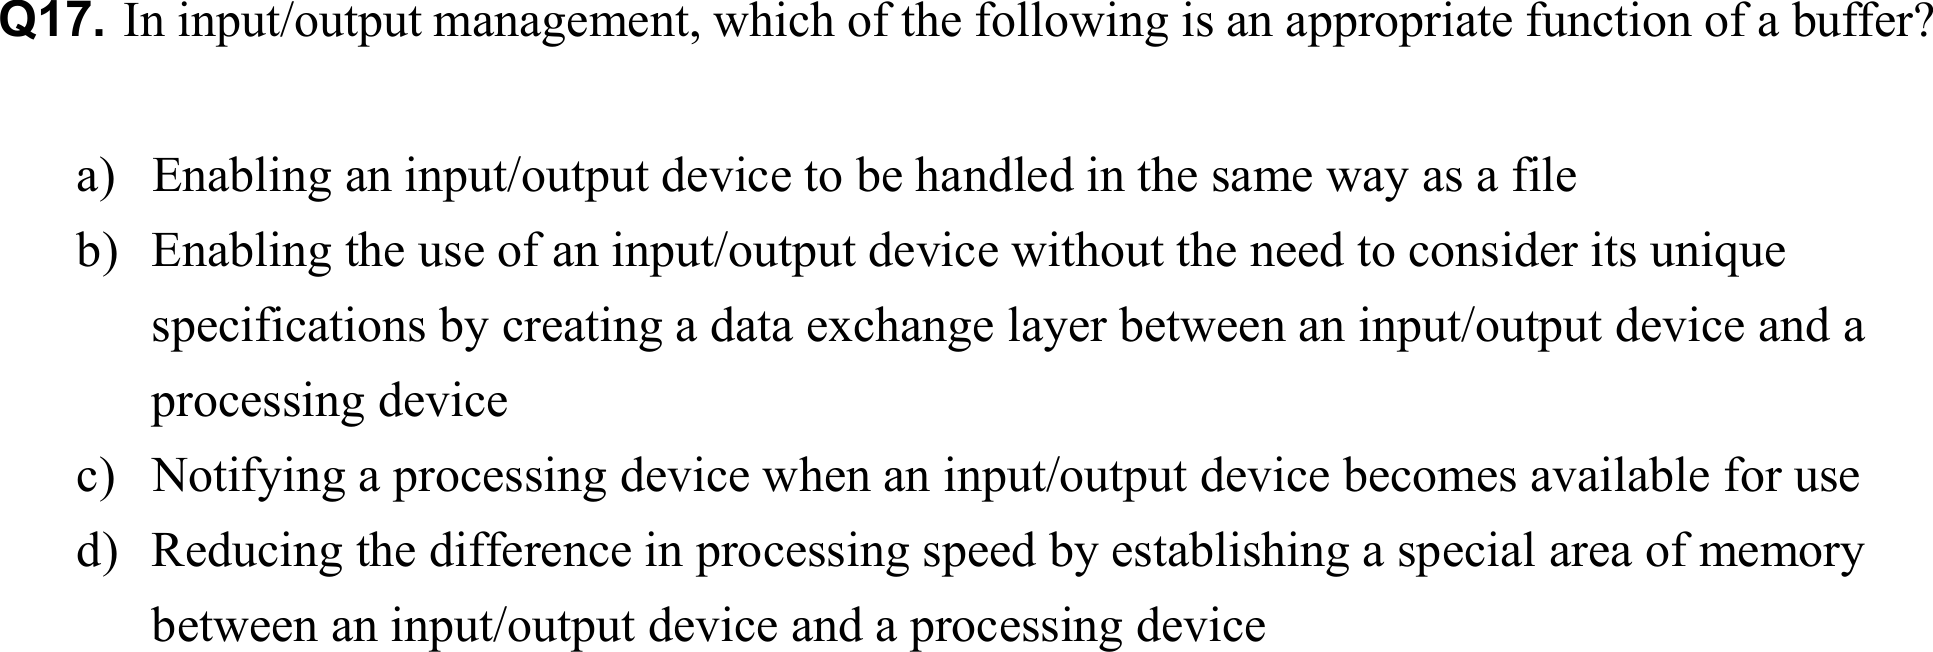 Q17. In input/output management, which of the following is an appropriate function of a buffer?
a) Enabling an input/output device to be handled in the same way as a file
b) Enabling the use of an input/output device without the need to consider its unique
specifications by creating a data exchange layer between an input/output device and a
processing device
c) Notifying a processing device when an input/output device becomes available for use
d) Reducing the difference in processing speed by establishing a special area of memory
between an input/output device and a processing device